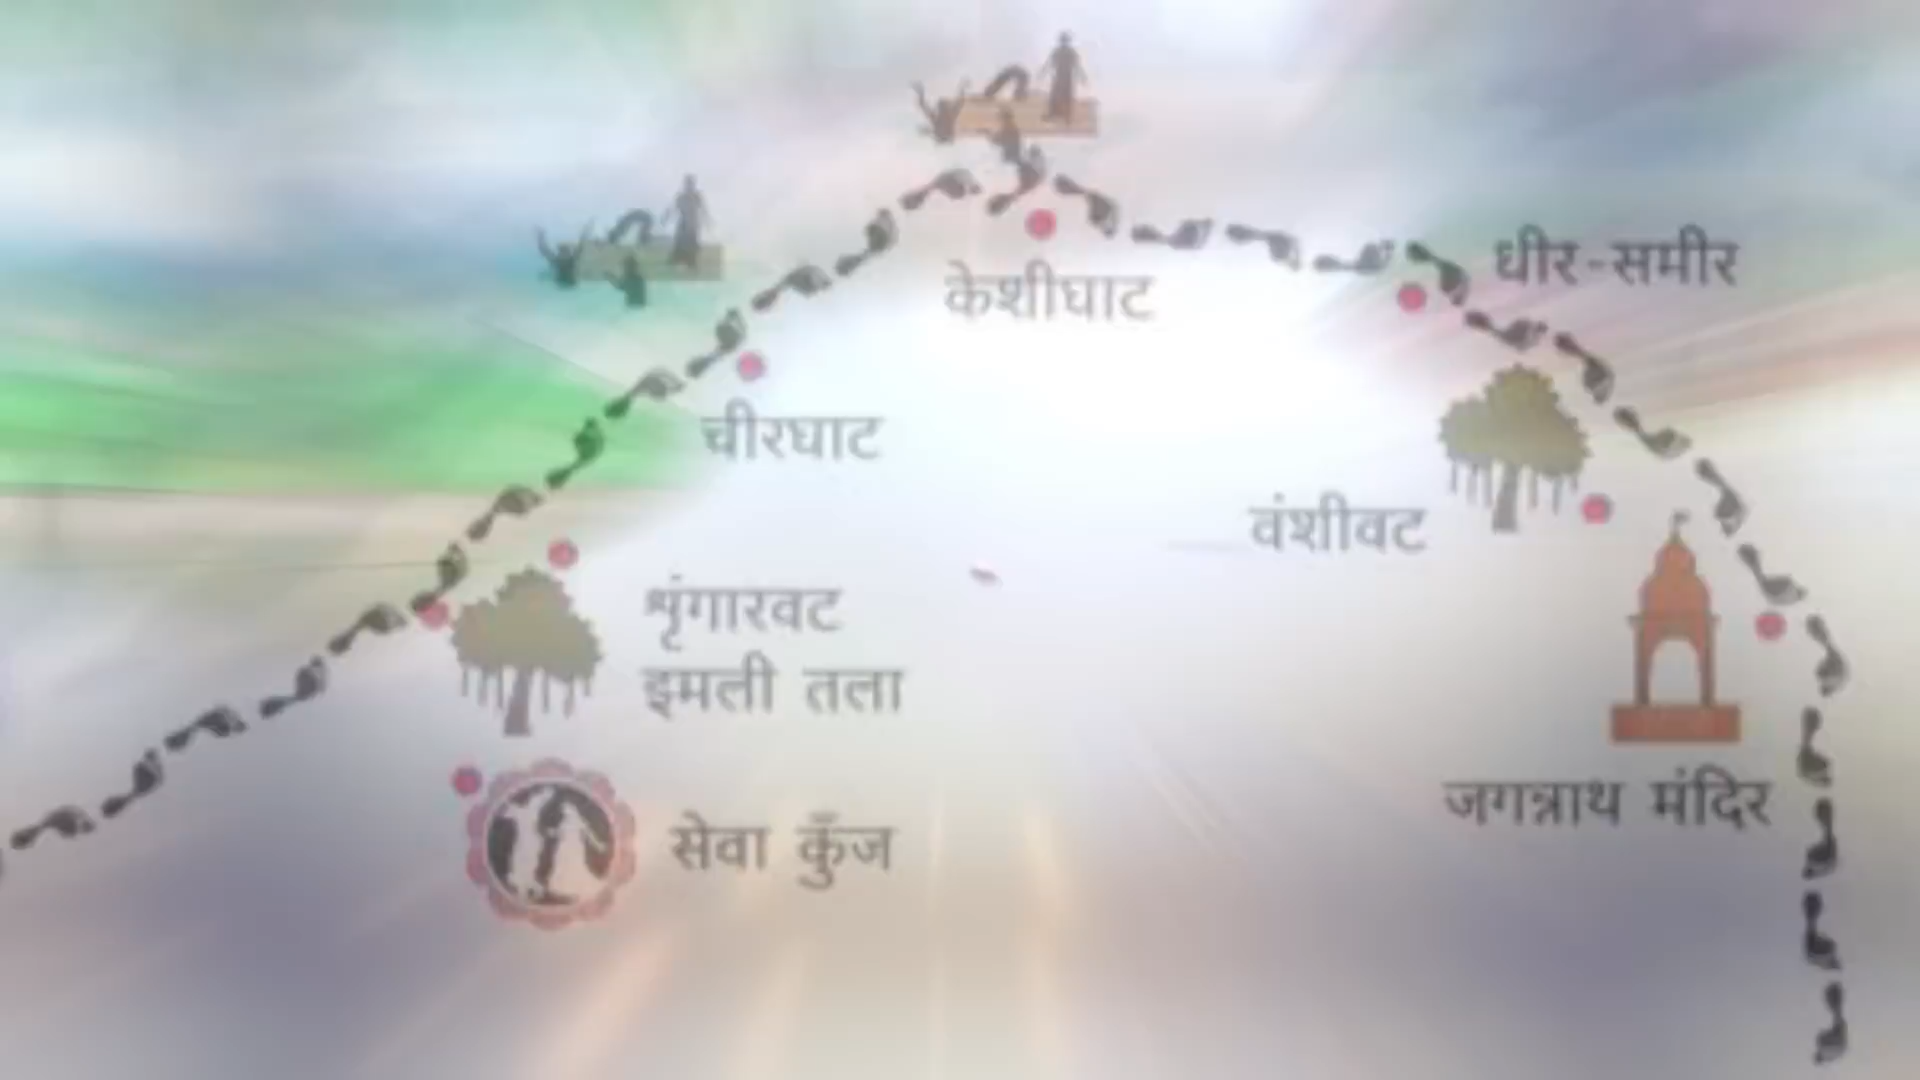 केशीघाट
धीर-समीर
चीरघाट
वंशीवट
शृंगारवट
इमली तला
जगन्नाथ मंदिर
सेवा कुँज